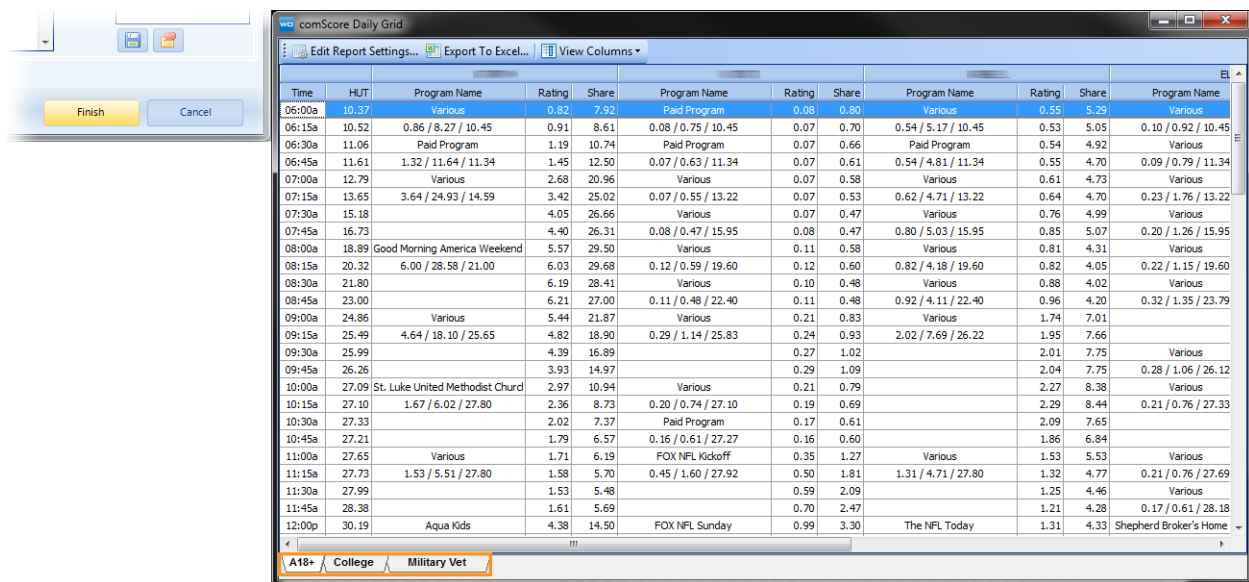 Finish Cancel
wo comScore Daily Grid
Edit Report Settings... Export To Excel... View Columns
Time HUT Program Name Rating Share Program Name Rating Share Program Name Rating Share Program Name
06:00a 10.37 Various 0.82 7.92 Paid Program 0.08 0.80 Various 0.55 5.29 Various
06:15a 10.52 0.86 / 8.27 / 10.45 0.91 8.61 0.08 / 0.75 / 10.45 0.07 0.70 0.54 / 5.17 / 10.45 0.53 5.05 0.10 / 0.92 / 10.45
06:30a 11.06 Paid Program 1.19 10.74 Paid Program 0.07 0.66 Paid Program 0.54 4.92 Various
06:45a 11.61 1.32 / 11.64 / 11.34 1.45 12.50 0.07 / 0.63 / 11.34 0.07 0.61 0.54 / 4.81 / 11.34 0.55 4.70 0.09 / 0.79 / 11.34
07:00a 12.79 Various 2.68 20.96 Various 0.07 0.58 Various 0.61 4.73 Various
07:15a 13.65 3.64 / 24.93 / 14.59 3.42 25.02 0.07 / 0.55 / 13.22 0.07 0.53 0.62 / 4.71 / 13.22 0.64 4.70 0.23 / 1.76 / 13.22
07:30a 15.18 4.05 26.66 Various 0.07 0.47 Various 0.76 4.99 Various
07:45a 16.73 4.40 26.31 0.08 / 0.47 / 15.95 0.08 0.47 0.80 / 5.03 / 15.95 0.85 5.07 0.20 / 1.26 / 15.95
08:00a 18.89 Good Morning America Weekend 5.57 29.50 Various 0.11 0.58 Various 0.81 4.31 Various
08:15a 20.32 6.00 / 28.58 / 21.00 6.03 29.68 0.12 / 0.59 / 19.60 0.12 0.60 0.82 / 4.18 / 19.60 0.82 4.05 0.22 / 1.15 / 19.60
08:30a 21.80 6.19 28.41 Various 0.10 0.48 Various 0.88 4.02 Various
08:45a 23.00 6.21 27.00 0.11 / 0.48 / 22.40 0.11 0.48 0.92 / 4.11 / 22.40 0.96 4.20 0.32 / 1.35 / 23.79
09:00a 24.86 Various 5.44 21.87 Various 0.21 0.83 Various 1.74 7.01
09:15a 25.49 4.64 / 18.10 / 25.65 4.82 18.90 0.29 / 1.14 / 25.83 0.24 0.93 2.02 / 7.69 / 26.22 1.95 7.66
09:30a 25.99 4.39 16.89 0.27 1.02 2.01 7.75 Various
09:45a 26.26 3.93 14.97 0.29 1.09 2.04 7.75 0.28 / 1.06 / 26.12
10:00a 27.09 St. Luke United Methodist Churcl 2.97 10.94 Various 0.21 0.79 2.27 8.38 Various
10:15a 27.10 1.67 / 6.02 / 27.80 2.36 8.73 0.20 / 0.74 / 27.10 0.19 0.69 2.29 8.44 0.21 / 0.76 / 27.33
10:30a 27.33 2.02 7.37 Paid Program 0.17 0.61 2.09 7.65
10:45a 27.21 1.79 6.57 0.16 / 0.61 / 27.27 0.16 0.60 1.86 6.84
11:00a 27.65 Various 1.71 6.19 FOX NFL Kickoff 0.35 1.27 Various 1.53 5.53 Various
11:15a 27.73 1.53 / 5.51 / 27.80 1.58 5.70 0.45 / 1.60 / 27.92 0.50 1.81 1.31 / 4.71 / 27.80 1.32 4.77 0.21 / 0.76 / 27.69
11:30a 27.99 1.53 5.48 0.59 2.09 1.25 4.46 Various
11:45a 28.38 1.61 5.69 0.70 2.47 1.21 4.28 0.17 / 0.61 / 28.18
12:00p 30.19 Aqua Kids 4.38 14.50 FOX NFL Sunday 0.99 3.30 The NFL Today 1.31 4.33 Shepherd Broker's Home
A18+ College Military Vet